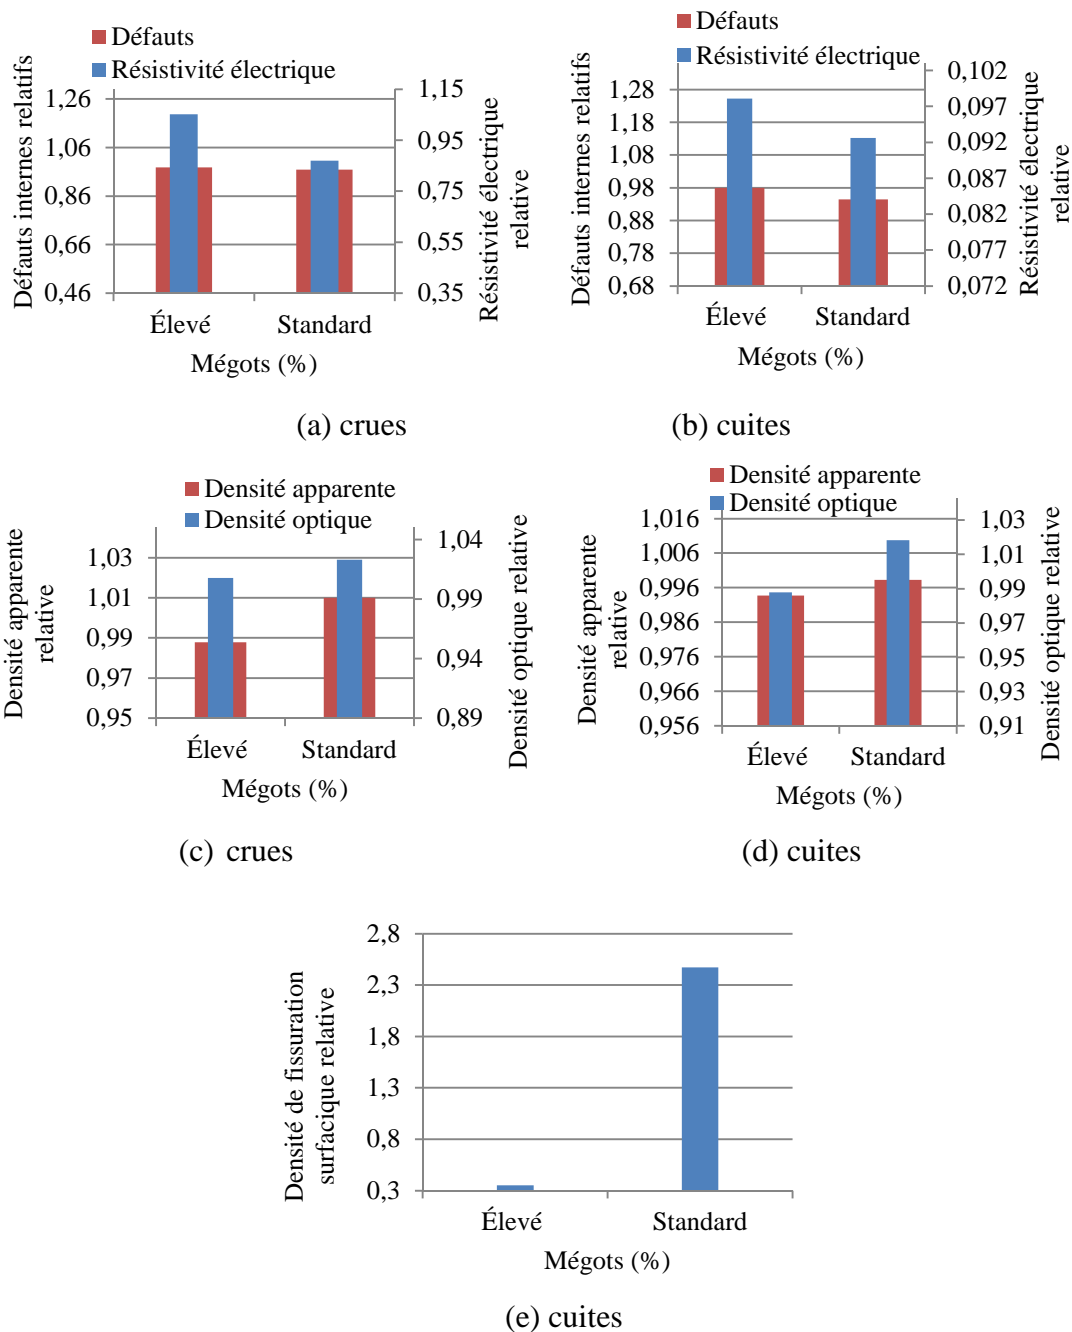 Défauts
Résistivité électrique
Défauts internes relatifs
1,26
1,06
0,86
0,66
0,46
1,15
0,95
0,75
0,55
0,35
Résistivité électrique
relative
Élevé
Standard
Mégots (%)
(a) crues
Défauts
Résistivité électrique
Défauts internes relatifs
1,28
1,18
1,08
0,98
0,88
0,78
0,68
0,102
0,097
0,092
0,087
0,082
0,077
0,072
Résistivité électrique
relative
Élevé
Standard
Mégots (%)
(b) cuites
Densité apparente
Densité optique
Densité apparente
relative
1,03
1,01
0,99
0,97
0,95
1,04
0,99
0,94
0,89
Densité optique relative
Élevé
Standard
Mégots (%)
(c) crues
Densité apparente
Densité optique
Densité apparente
relative
1,016
1,006
0,996
0,986
0,976
0,966
0,956
1,03
1,01
0,99
0,97
0,95
0,93
0,91
Densité optique relative
Élevé
Standard
Mégots (%)
(d) cuites
Densité de fissuration
surfacique relative
2,8
2,3
1,8
1,3
0,8
0,3
Élevé
Standard
Mégots (%)
(e) cuites